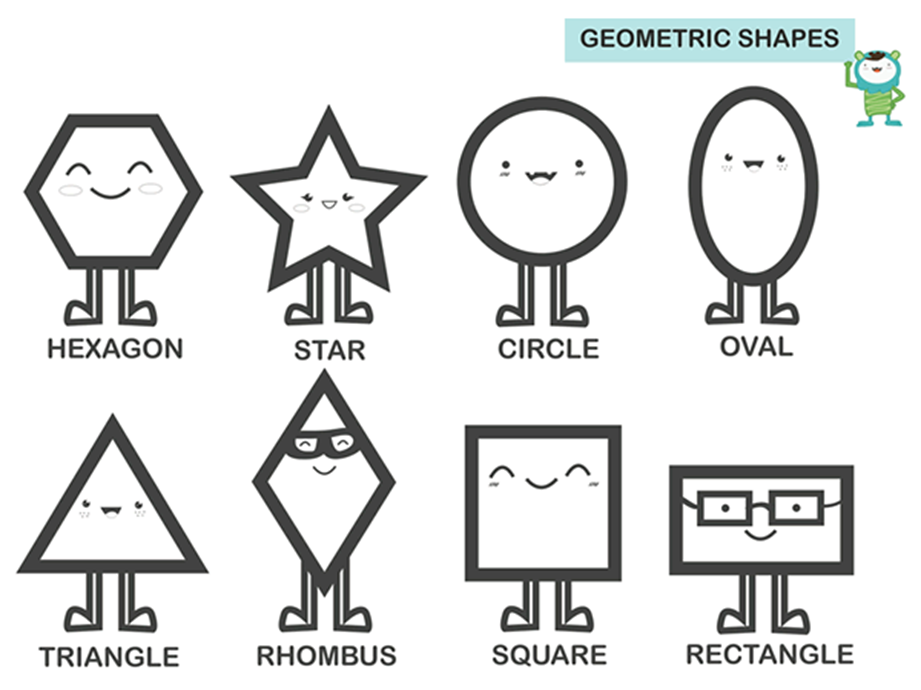 GEOMETRIC SHAPES
HEXAGON
STAR
CIRCLE
OVAL
TRIANGLE
RHOMBUS
SQUARE
RECTANGLE